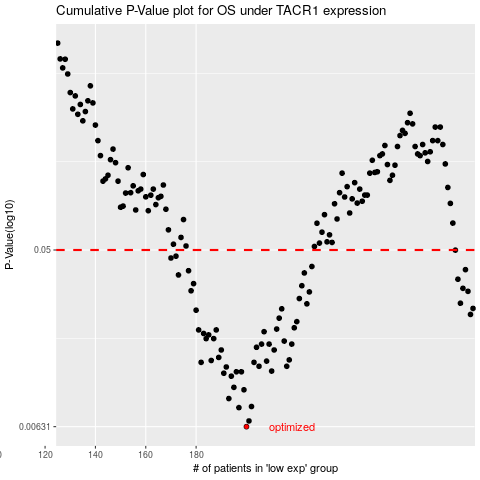 Cumulative P-Value plot for OS under TACR1 expression
P-Value(log10)
0.05
0.00631
optimized
0 120 140 160 180
# of patients in 'low exp' group